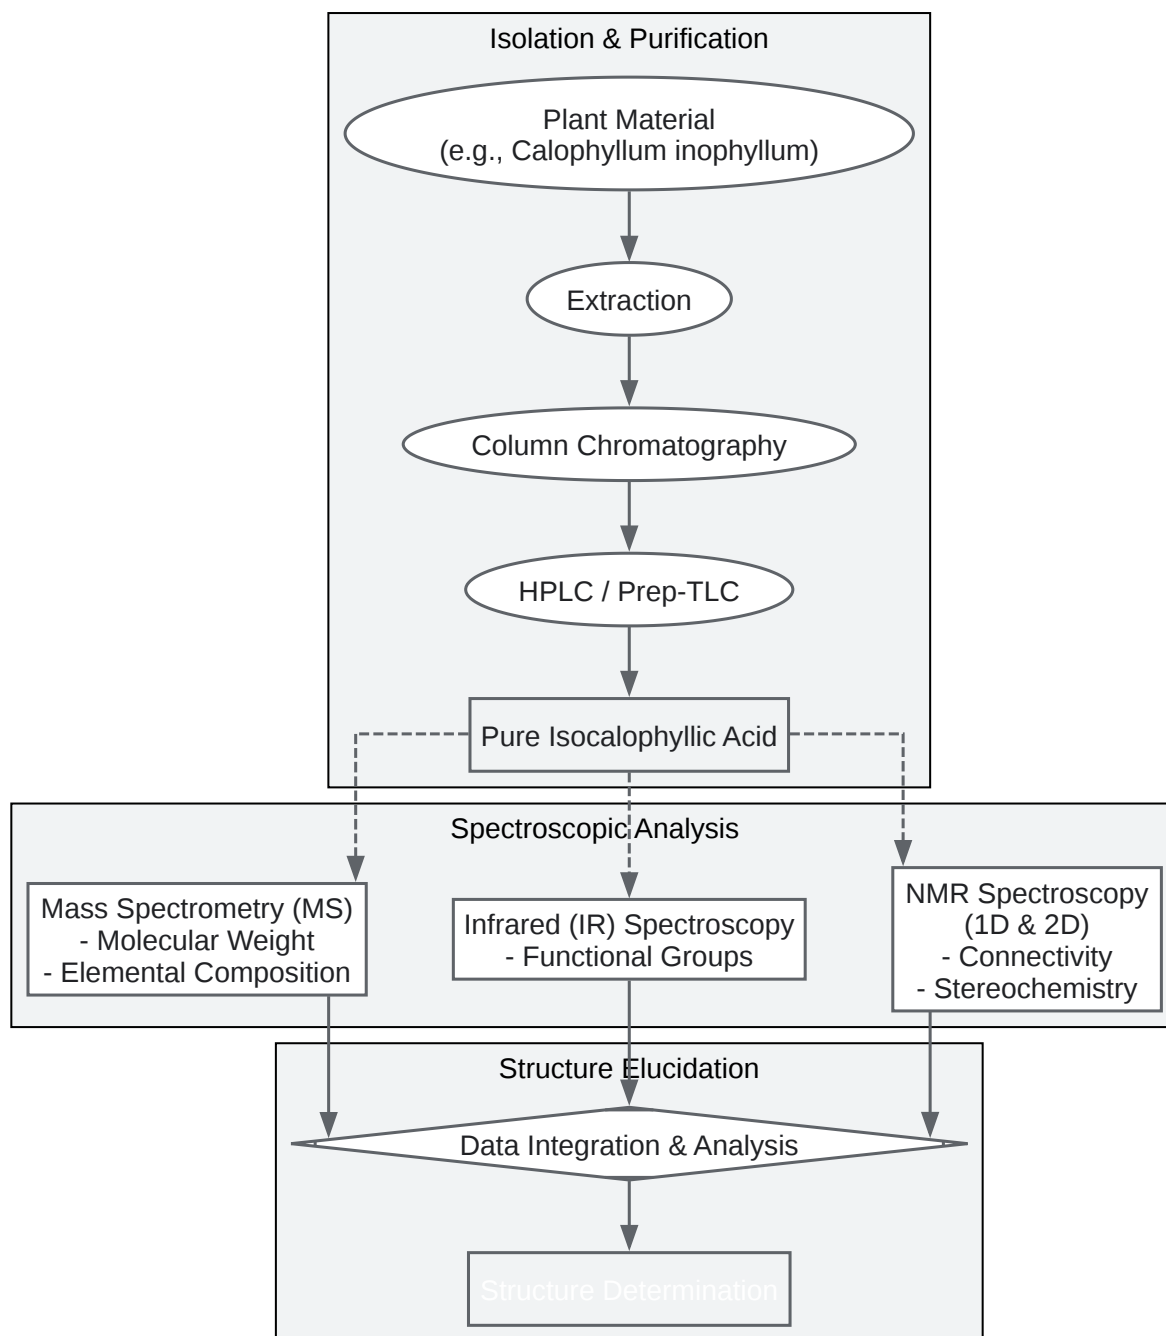 Isolation & Purification
Plant Material
(e.g., Calophyllum inophyllum)
Extraction
Column Chromatography
HPLC / Prep-TLC
Pure Isocalophyllic Acid
Spectroscopic Analysis
Mass Spectrometry (MS)
- Molecular Weight
- Elemental Composition
Infrared (IR) Spectroscopy
- Functional Groups
NMR Spectroscopy
(1D & 2D)
- Connectivity
- Stereochemistry
Structure Elucidation
Data Integration & Analysis
Structure Determination